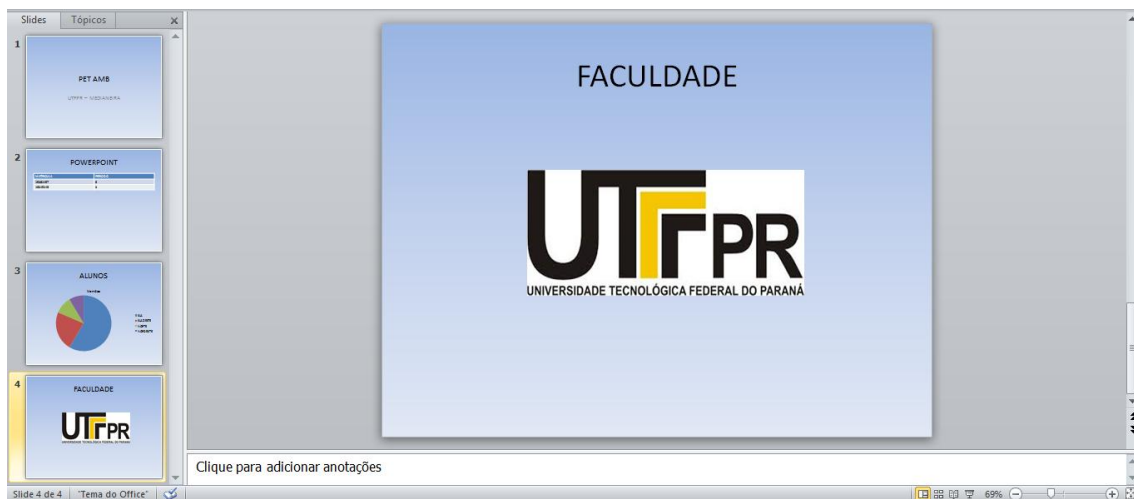 Slides
Tópicos
1
PET AMB
UTFPR – MEDIANEIRA
2
POWERPOINT
3
ALUNOS
4
FACULDADE
UTFPR
FACULDADE
UTFPR
UNIVERSIDADE TECNOLÓGICA FEDERAL DO PARANÁ
Clique para adicionar anotações
Slide 4 de 4
"Tema do Office"
69%